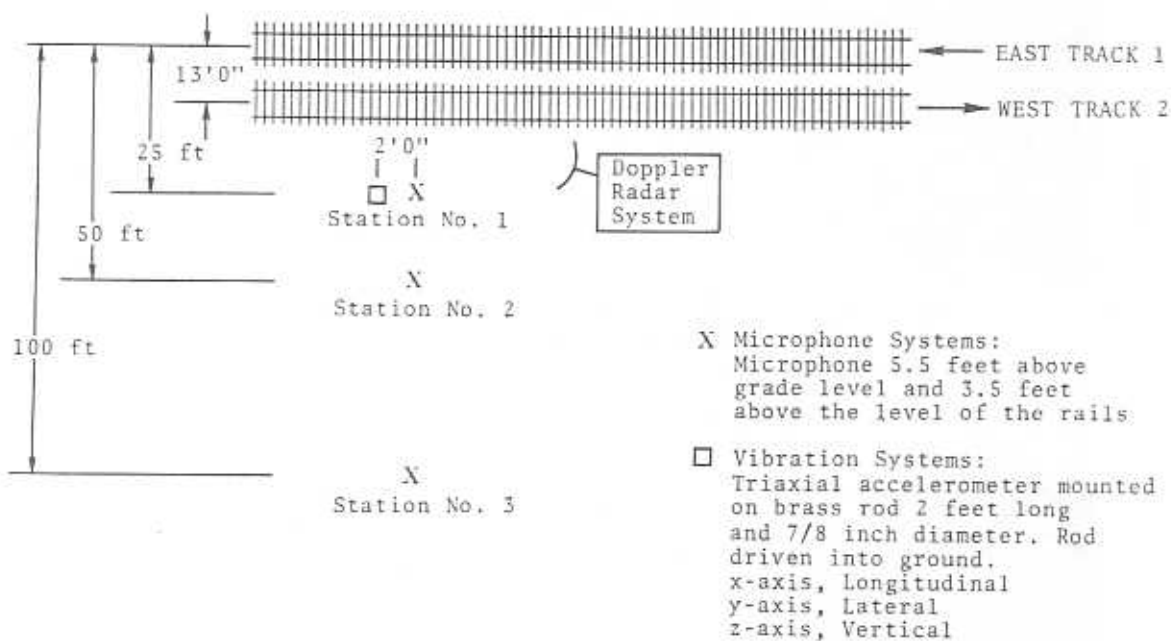 EAST TRACK 1
13'0"
WEST TRACK 2
25 ft
2'0"
Doppler
Radar
System
X
Station No. 1
50 ft
X
Station No. 2
100 ft
X Microphone Systems:
Microphone 5.5 feet above
grade level and 3.5 feet
above the level of the rails
X
Station No. 3
Vibration Systems:
Triaxial accelerometer mounted
on brass rod 2 feet long
and 7/8 inch diameter. Rod
driven into ground.
x-axis, Longitudinal
y-axis, Lateral
z-axis, Vertical